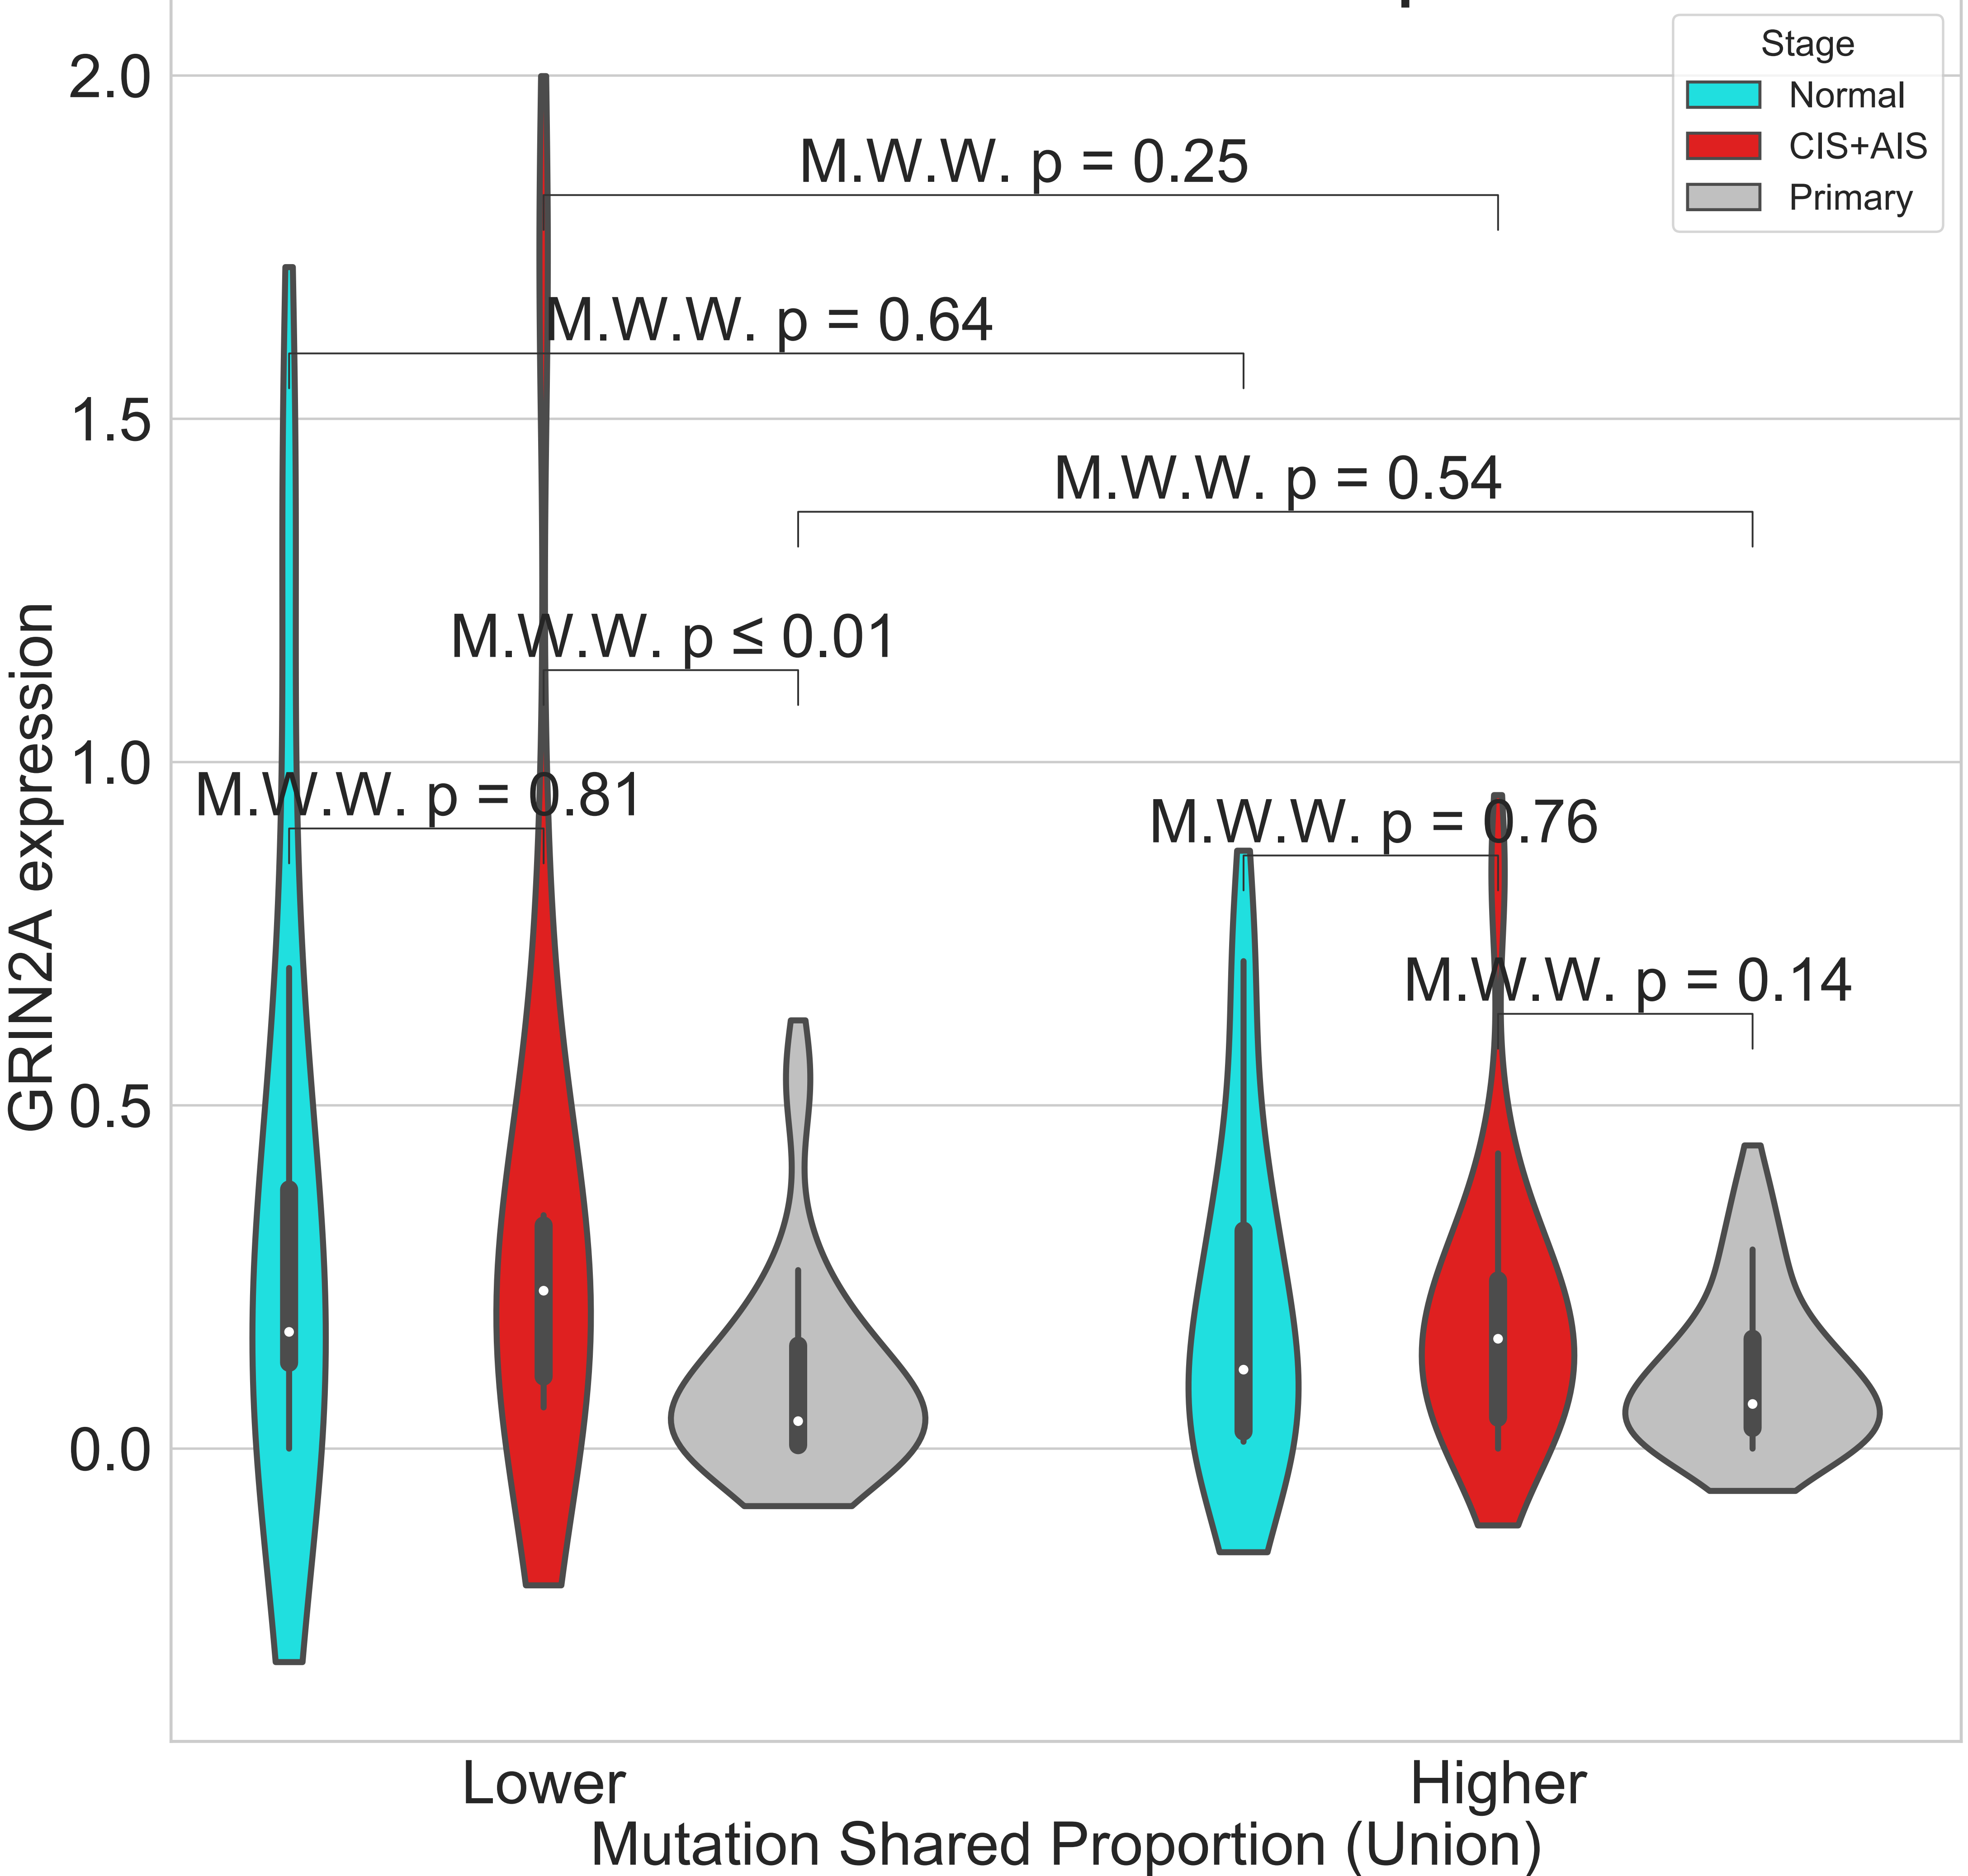 Stage
Normal
CIS+AIS
Primary
2.0
1.5
1.0
0.5
0.0
GRIN2A expression
M.W.W. p = 0.25
M.W.W. p = 0.64
M.W.W. p = 0.54
M.W.W. p ≤ 0.01
M.W.W. p = 0.81
M.W.W. p = 0.76
M.W.W. p = 0.14
Lower
Higher
Mutation Shared Proportion (Union)